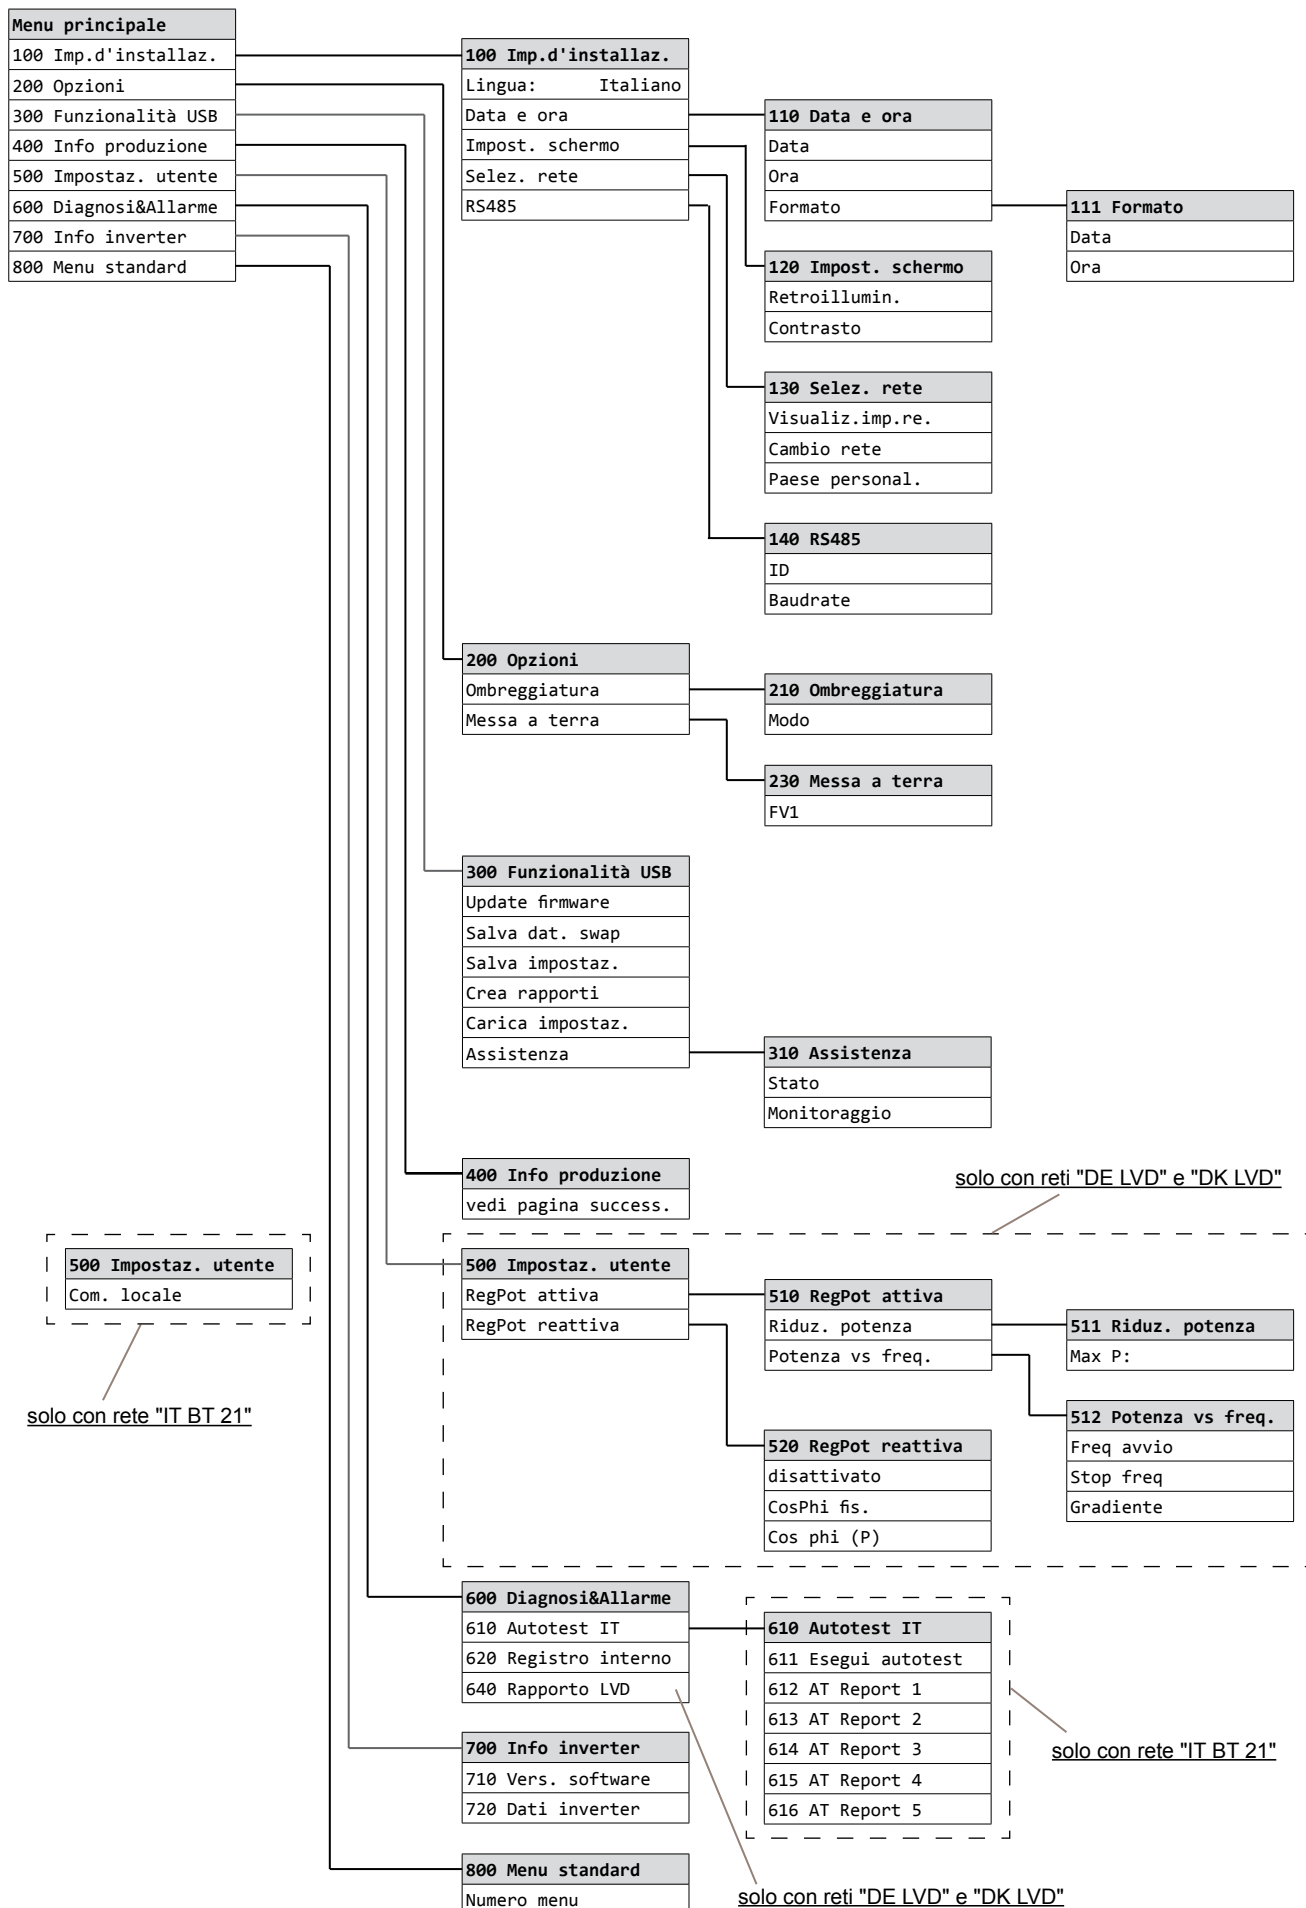 Menu principale
100 Imp.d'installaz.
200 Opzioni
300 Funzionalità USB
400 Info produzione
500 Impostaz. utente
600 Diagnosi&Allarme
700 Info inverter
800 Menu standard
100 Imp.d'installaz.
Lingua: Italiano
Data e ora
Impost. schermo
Selez. rete
RS485
110 Data e ora
Data
Ora
Formato
111 Formato
Data
Ora
120 Impost. schermo
Retroillumin.
Contrasto
130 Selez. rete
Visualiz.imp.re.
Cambio rete
Paese personal.
140 RS485
ID
Baudrate
200 Opzioni
Ombreggiatura
Messa a terra
210 Ombreggiatura
Modo
230 Messa a terra
FV1
300 Funzionalità USB
Update firmware
Salva dat. swap
Salva impostaz.
Crea rapporti
Carica impostaz.
Assistenza
310 Assistenza
Stato
Monitoraggio
400 Info produzione
vedi pagina success.
solo con reti "DE LVD" e "DK LVD"
500 Impostaz. utente
Com. locale
solo con rete "IT BT 21"
500 Impostaz. utente
RegPot attiva
RegPot reattiva
510 RegPot attiva
Riduz. potenza
Potenza vs freq.
511 Riduz. potenza
Max P:
512 Potenza vs freq.
Freq avvio
Stop freq
Gradiente
520 RegPot reattiva
disattivato
CosPhi fis.
Cos phi (P)
600 Diagnosi&Allarme
610 Autotest IT
620 Registro interno
640 Rapporto LVD
610 Autotest IT
611 Esegui autotest
612 AT Report 1
613 AT Report 2
614 AT Report 3
615 AT Report 4
616 AT Report 5
solo con rete "IT BT 21"
700 Info inverter
710 Vers. software
720 Dati inverter
800 Menu standard
Numero menu
solo con reti "DE LVD" e "DK LVD"